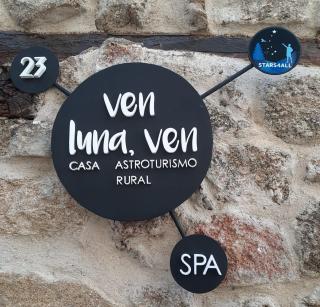 23
STARS4ALL
ven
luna, ven
CASA ASTROTURISMO
RURAL
SPA